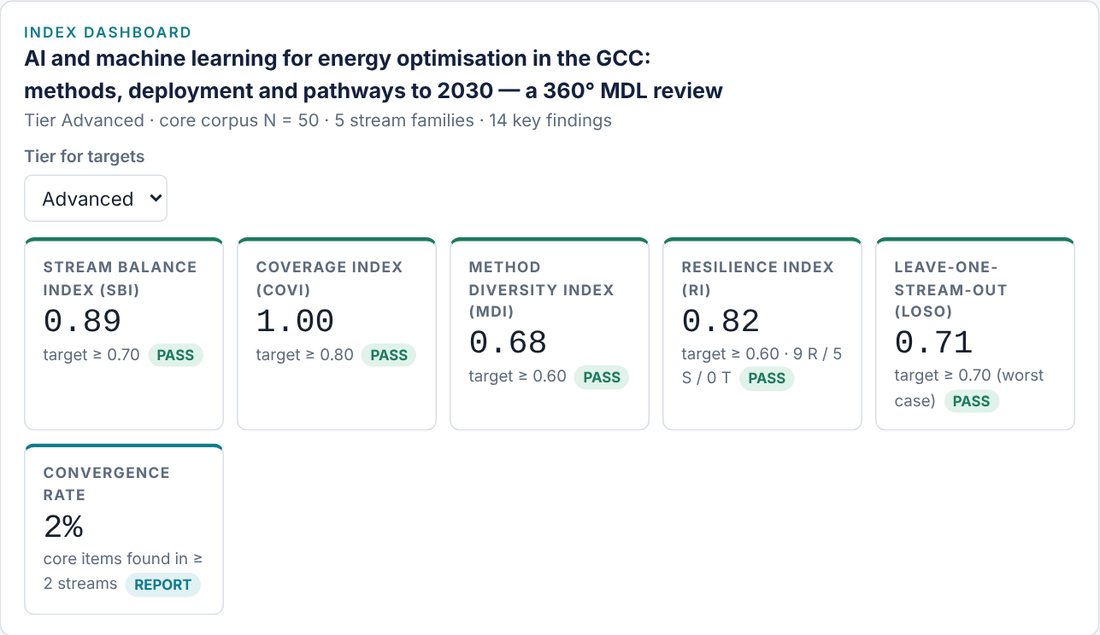 INDEX DASHBOARD
AI and machine learning for energy optimisation in the GCC:
methods, deployment and pathways to 2030 — a 360° MDL review
Tier Advanced · core corpus N = 50 · 5 stream families · 14 key findings
Tier for targets
Advanced
STREAM BALANCE
INDEX (SBI)
0.89
target ≥ 0.70 PASS
COVERAGE INDEX
(COVI)
1.00
target ≥ 0.80 PASS
METHOD
DIVERSITY INDEX
(MDI)
0.68
target ≥ 0.60 PASS
RESILIENCE INDEX
(RI)
0.82
target ≥ 0.60 · 9 R / 5
S / 0 T PASS
LEAVE-ONE-
STREAM-OUT
(LOSO)
0.71
target ≥ 0.70 (worst
case) PASS
CONVERGENCE
RATE
2%
core items found in ≥
2 streams REPORT